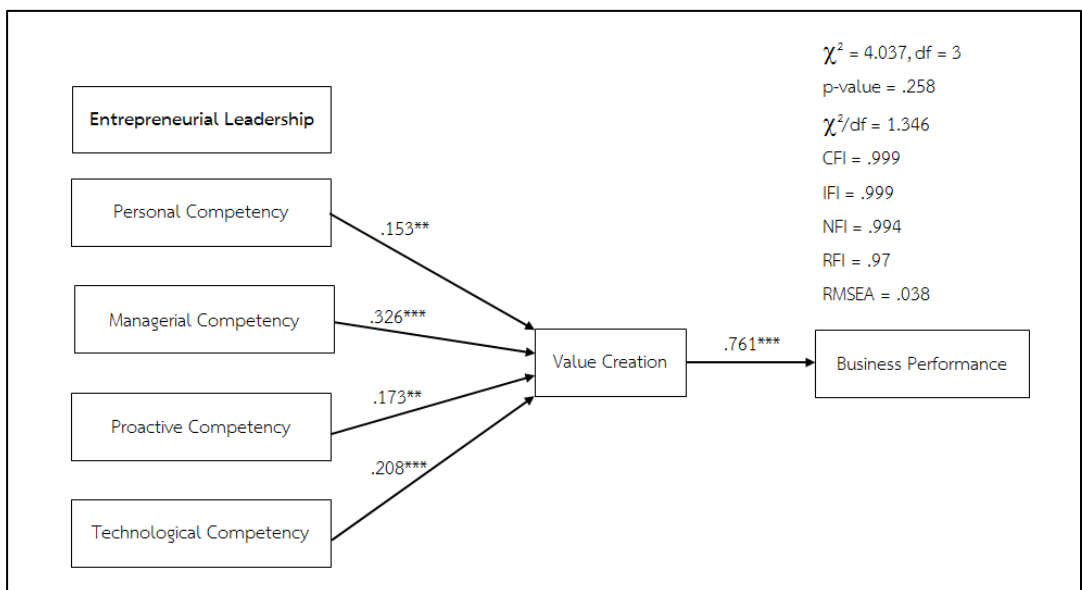 χ² = 4.037, df = 3
p-value = .258
χ²/df = 1.346
CFI = .999
IFI = .999
NFI = .994
RFI = .97
RMSEA = .038
Entrepreneurial Leadership
Personal Competency
.153**
Managerial Competency
.326***
Proactive Competency
.173**
Technological Competency
.208***
Value Creation
.761***
Business Performance